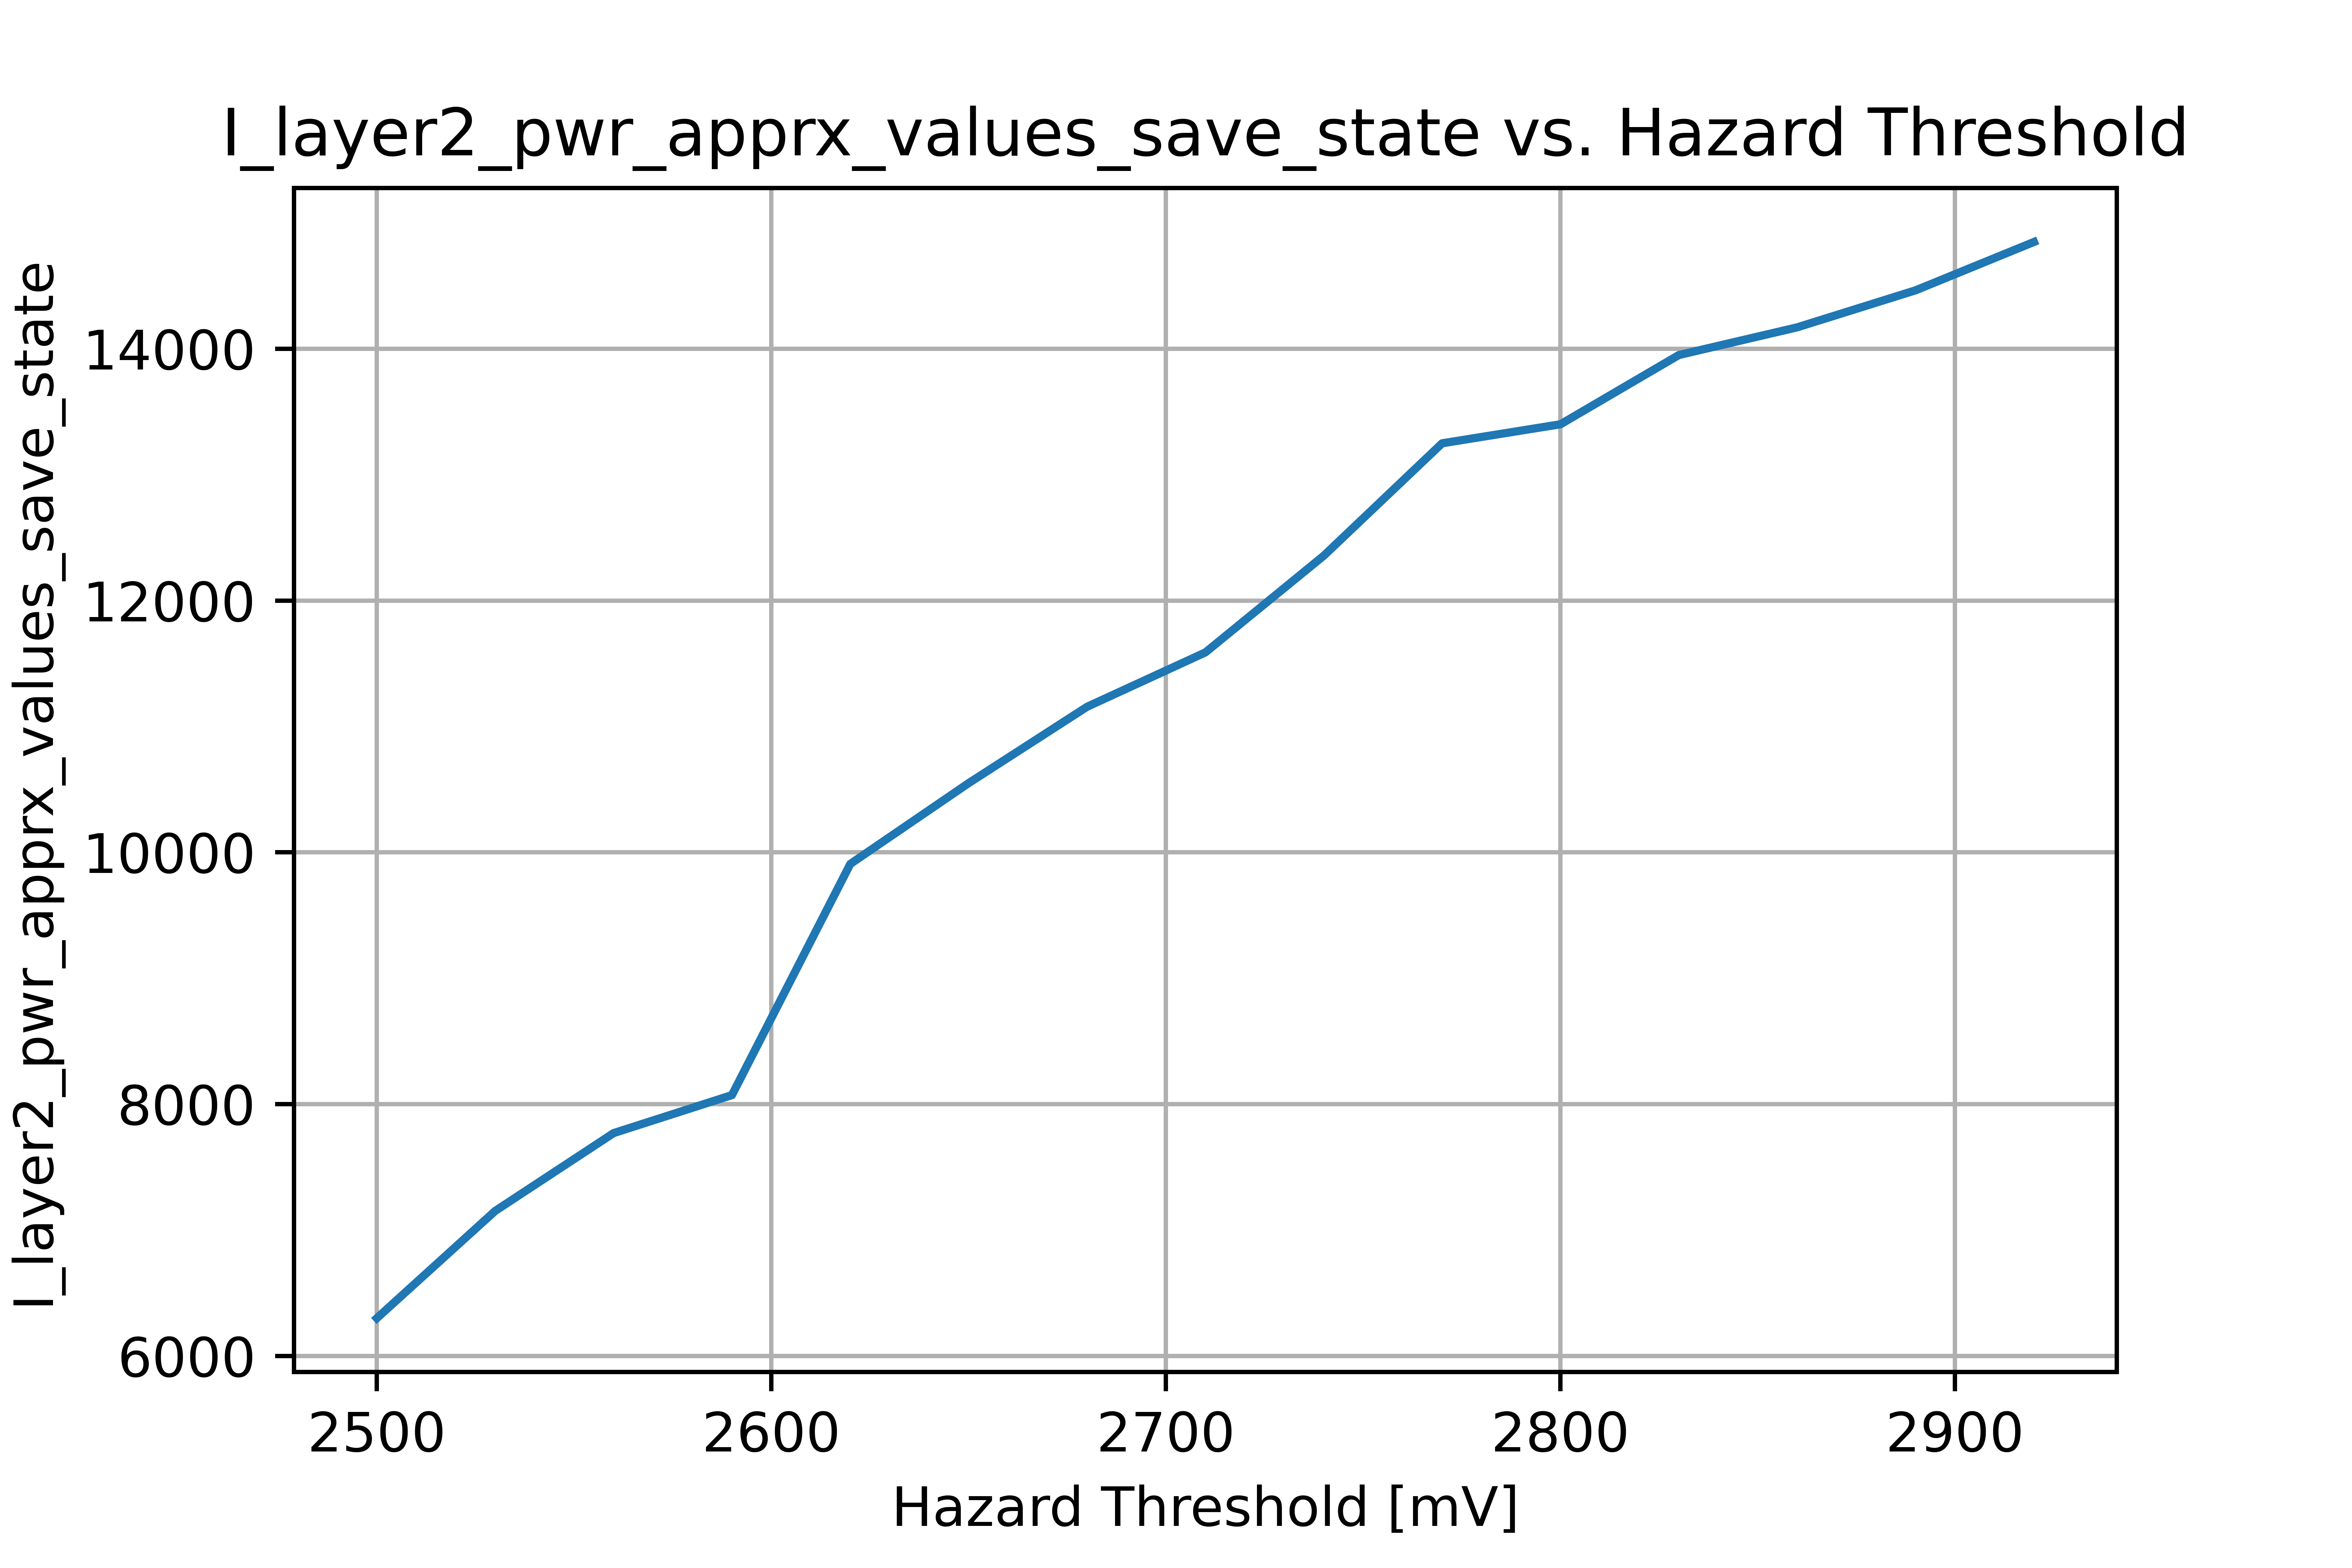 I_layer2_pwr_apprx_values_save_state vs. Hazard Threshold
I_layer2_pwr_apprx_values_save_state
14000
12000
10000
8000
6000
2500 2600 2700 2800 2900
Hazard Threshold [mV]